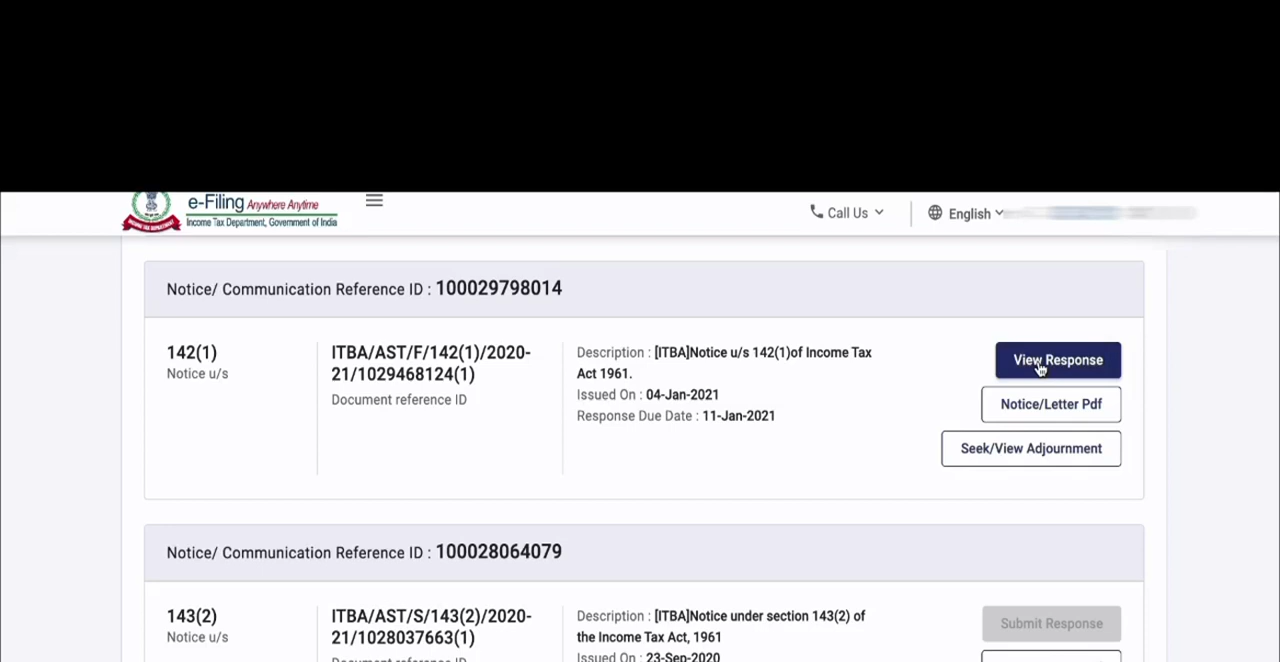 e-Filing Anywhere Anytime
Income Tax Department, Government of India
Call Us
English
Notice/ Communication Reference ID : 100029798014
142(1)
Notice u/s
ITBA/AST/F/142(1)/2020-
21/1029468124(1)
Document reference ID
Description : [ITBA]Notice u/s 142(1)of Income Tax
Act 1961.
Issued On : 04-Jan-2021
Response Due Date : 11-Jan-2021
View Response
Notice/Letter Pdf
Seek/View Adjournment
Notice/ Communication Reference ID : 100028064079
143(2)
Notice u/s
ITBA/AST/S/143(2)/2020-
21/1028037663(1)
Document reference ID
Description : [ITBA]Notice under section 143(2) of
the Income Tax Act, 1961
Issued On : 23-Sep-2020
Submit Response